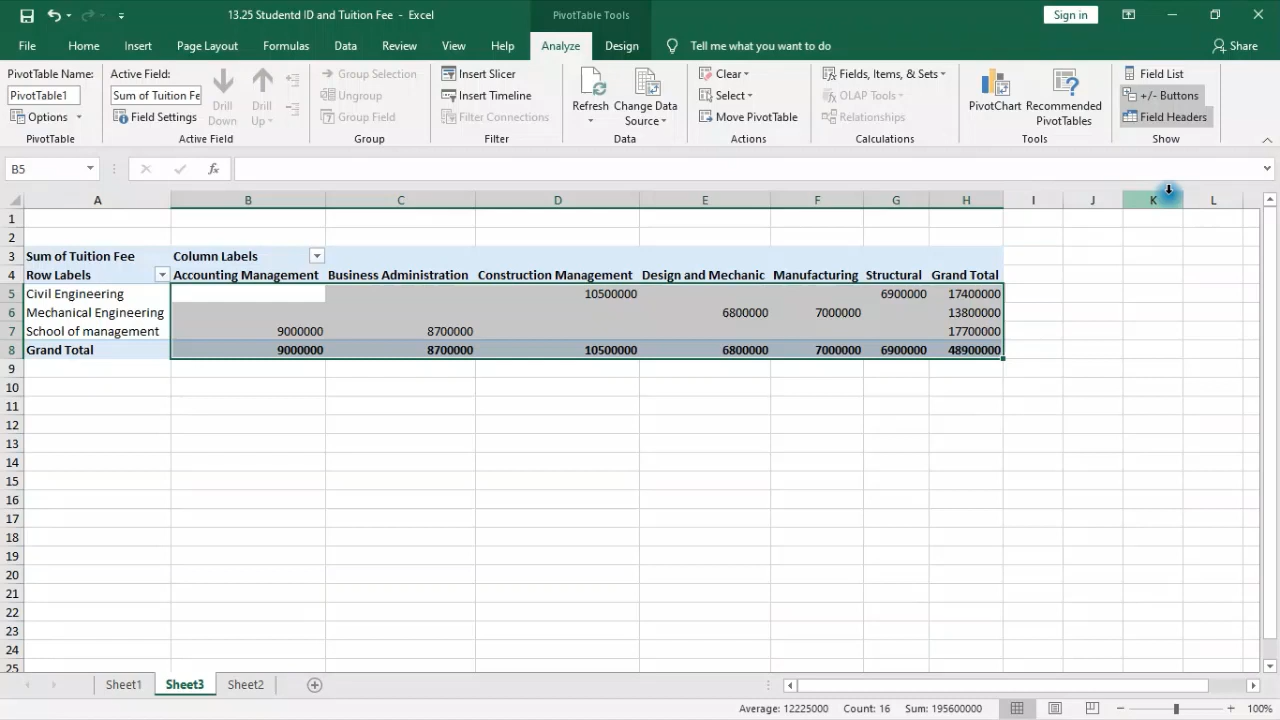 13.25 Studentd ID and Tuition Fee - Excel
PivotTable Tools
Sign in
File Home Insert Page Layout Formulas Data Review View Help Analyze Design Tell me what you want to do Share
PivotTable Name:
PivotTable1
Options
PivotTable
Active Field:
Sum of Tuition Fe
Field Settings
Drill Down
Drill Up
Active Field
Group Selection
Ungroup
Group Field
Group
Insert Slicer
Insert Timeline
Filter Connections
Filter
Refresh
Change Data Source
Data
Clear
Select
Move PivotTable
Actions
Fields, Items, & Sets
OLAP Tools
Relationships
Calculations
PivotChart
Recommended PivotTables
Tools
Field List
+/- Buttons
Field Headers
Show
B5 fx
A B C D E F G H I J K L
1
2
3 Sum of Tuition Fee Column Labels
4 Row Labels Accounting Management Business Administration Construction Management Design and Mechanic Manufacturing Structural Grand Total
5 Civil Engineering 10500000 6900000 17400000
6 Mechanical Engineering 6800000 7000000 13800000
7 School of management 9000000 8700000 17700000
8 Grand Total 9000000 8700000 10500000 6800000 7000000 6900000 48900000
9
10
11
12
13
14
15
16
17
18
19
20
21
22
23
24
25
Sheet1 Sheet3 Sheet2
Average: 12225000 Count: 16 Sum: 195600000 100%